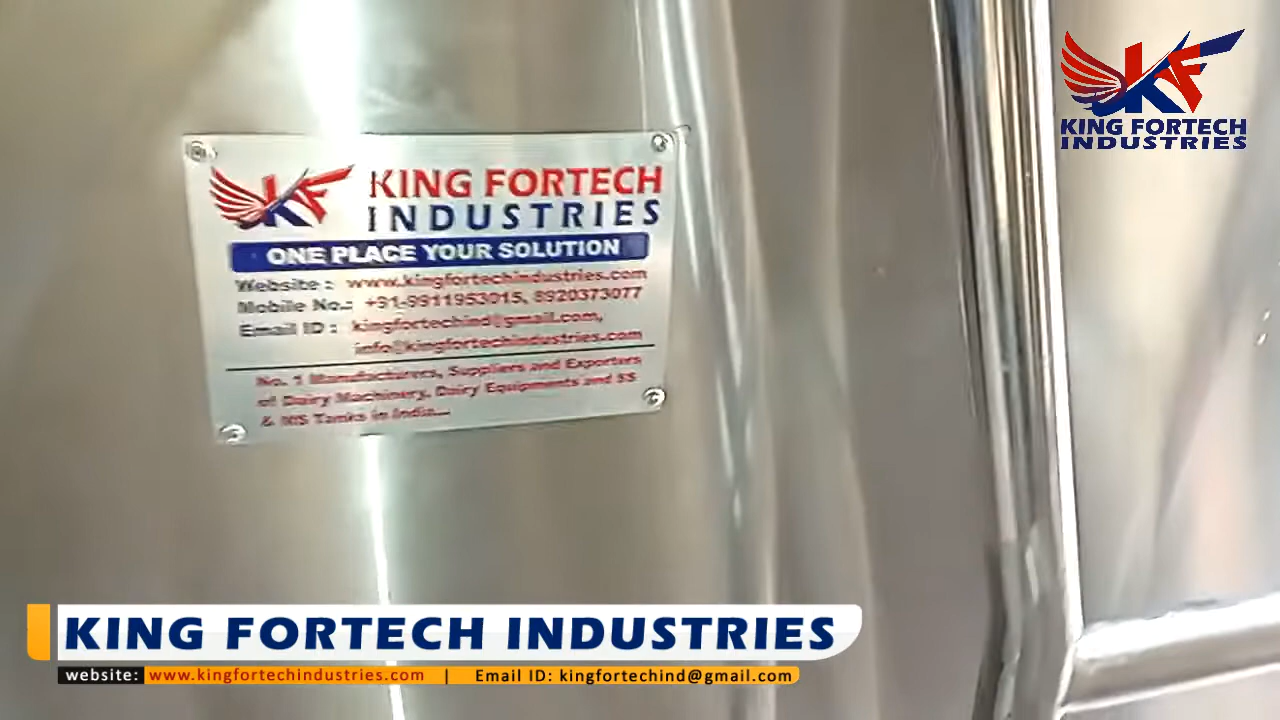 KF
KING FORTECH
INDUSTRIES
KF
KING FORTECH
INDUSTRIES
ONE PLACE YOUR SOLUTION
Website : www.kingfortechindustries.com
Mobile No.: +91-9911953015, 8920373077
Email ID : kingfortechind@gmail.com,
info@kingfortechindustries.com
No. 1 Manufacturers, Suppliers and Exporters
of Dairy Machinery, Dairy Equipments and SS
& MS Tanks in India...
KING FORTECH INDUSTRIES
website: www.kingfortechindustries.com | Email ID: kingfortechind@gmail.com